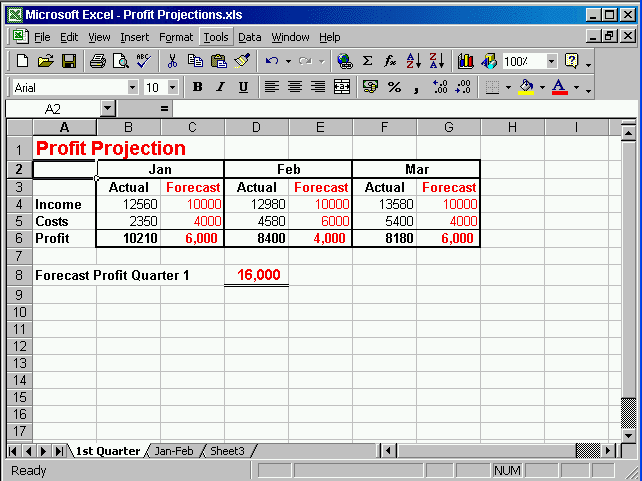 Microsoft Excel - Profit Projections.xls
File Edit View Insert Format Tools Data Window Help
ABC Σ fx A Z Z A 100% ?
Arial 10 B I U % , A
A2 =
A B C D E F G H I
1 Profit Projection
2 Jan Feb Mar
3 Actual Forecast Actual Forecast Actual Forecast
4 Income 12560 10000 12980 10000 13580 10000
5 Costs 2350 4000 4580 6000 5400 4000
6 Profit 10210 6,000 8400 4,000 8180 6,000
7
8 Forecast Profit Quarter 1 16,000
9
10
11
12
13
14
15
16
17
1st Quarter Jan-Feb Sheet3
Ready NUM